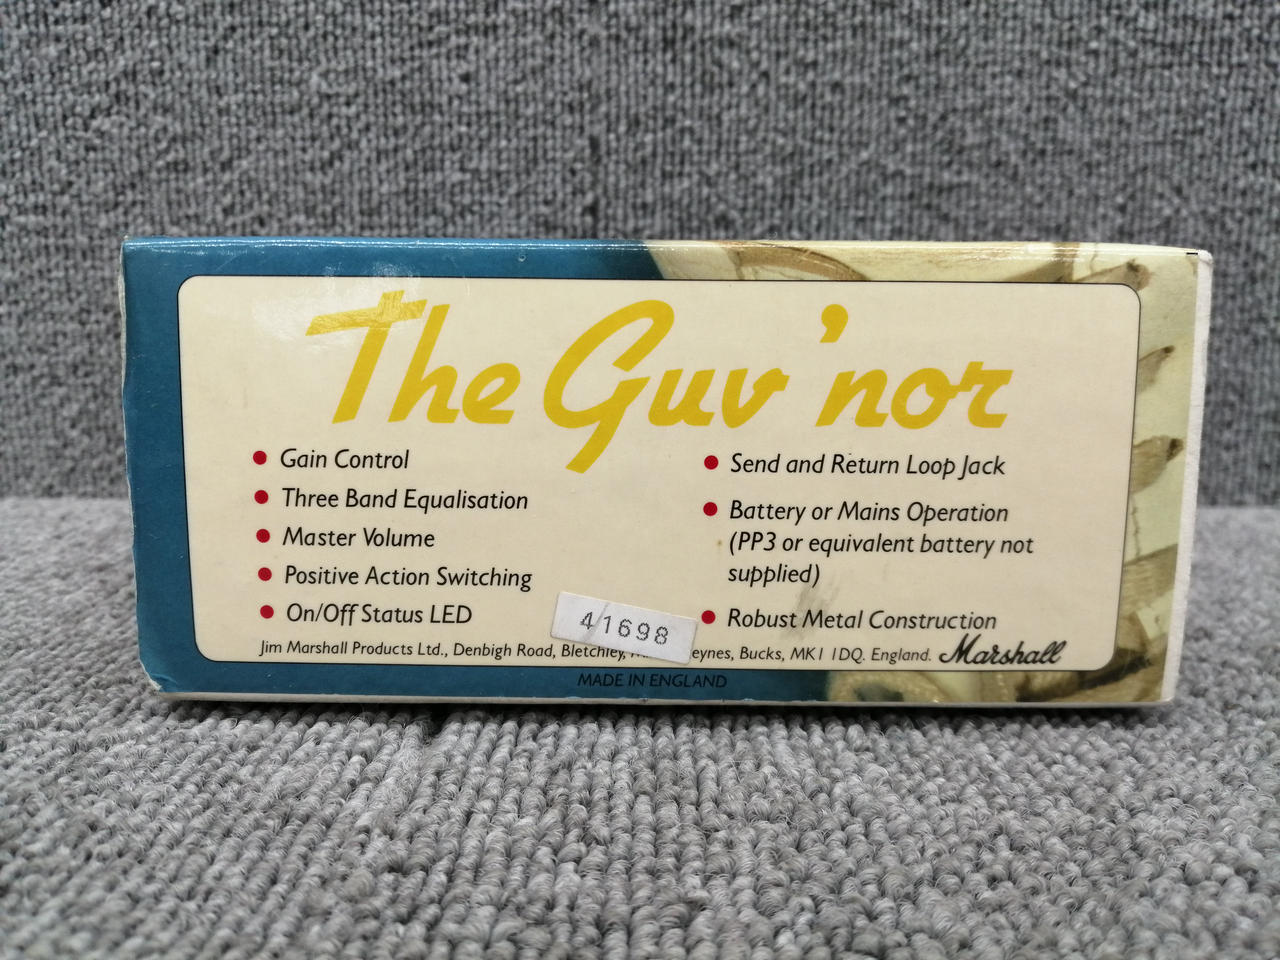 The Guv'nor
Gain Control
Three Band Equalisation
Master Volume
Positive Action Switching
On/Off Status LED
Send and Return Loop Jack
Battery or Mains Operation
(PP3 or equivalent battery not
supplied)
Robust Metal Construction
41698
Jim Marshall Products Ltd., Denbigh Road, Bletchley, Bucks, MK1 1DQ. England. Marshall
MADE IN ENGLAND